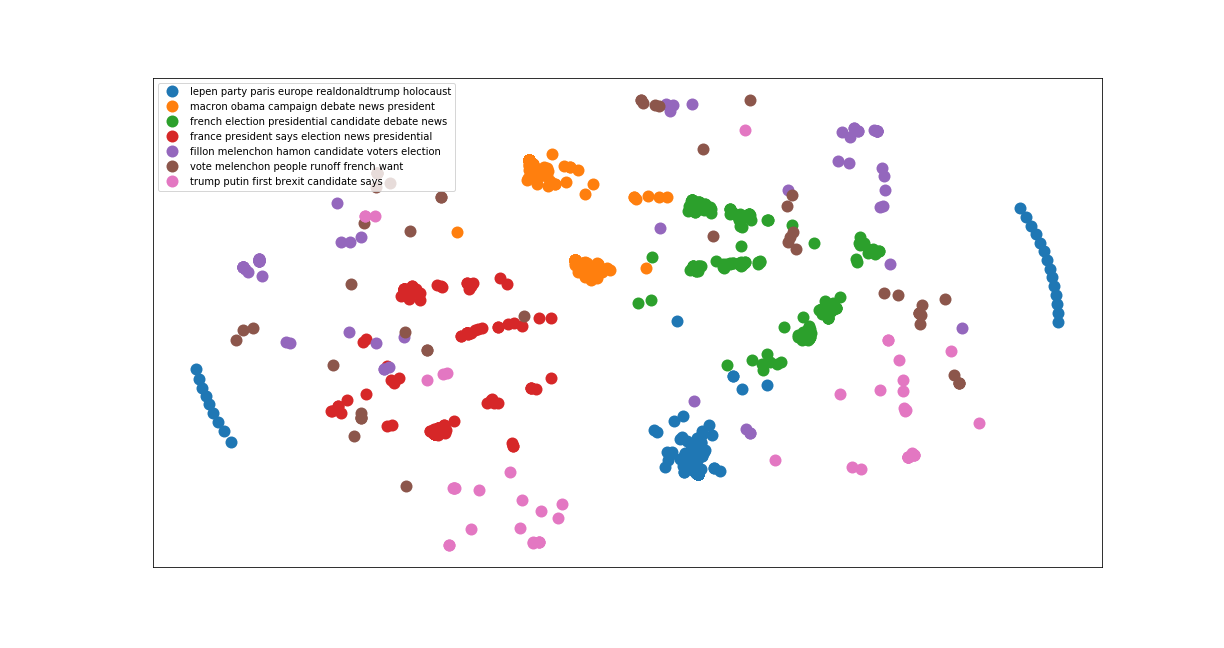 lepen party paris europe realdonaldtrump holocaust
macron obama campaign debate news president
french election presidential candidate debate news
france president says election news presidential
fillon melenchon hamon candidate voters election
vote melenchon people runoff french want
trump putin first brexit candidate says